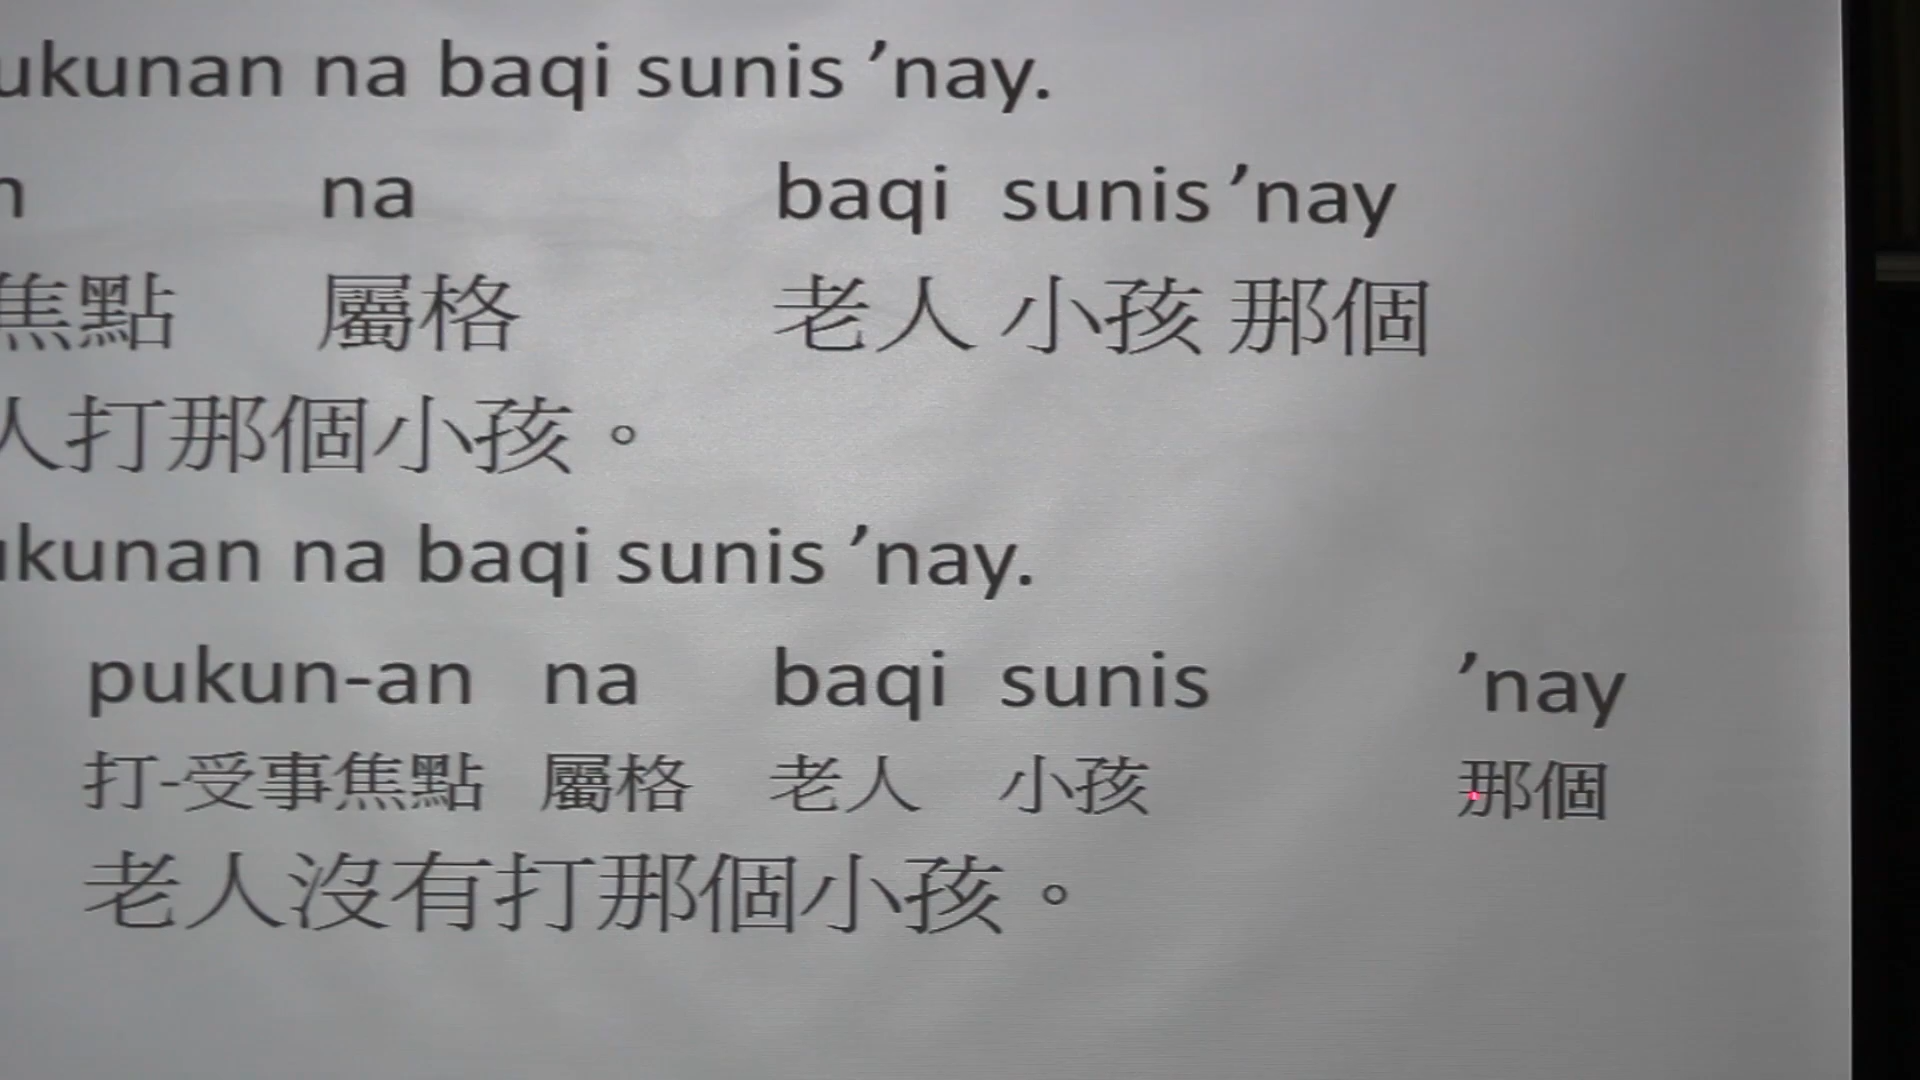 ukunan na baqi sunis ’nay.
n na baqi sunis ’nay
焦點 屬格 老人 小孩 那個
人打那個小孩。
kunan na baqi sunis ’nay.
pukun-an na baqi sunis ’nay
打-受事焦點 屬格 老人 小孩 那個
老人沒有打那個小孩。